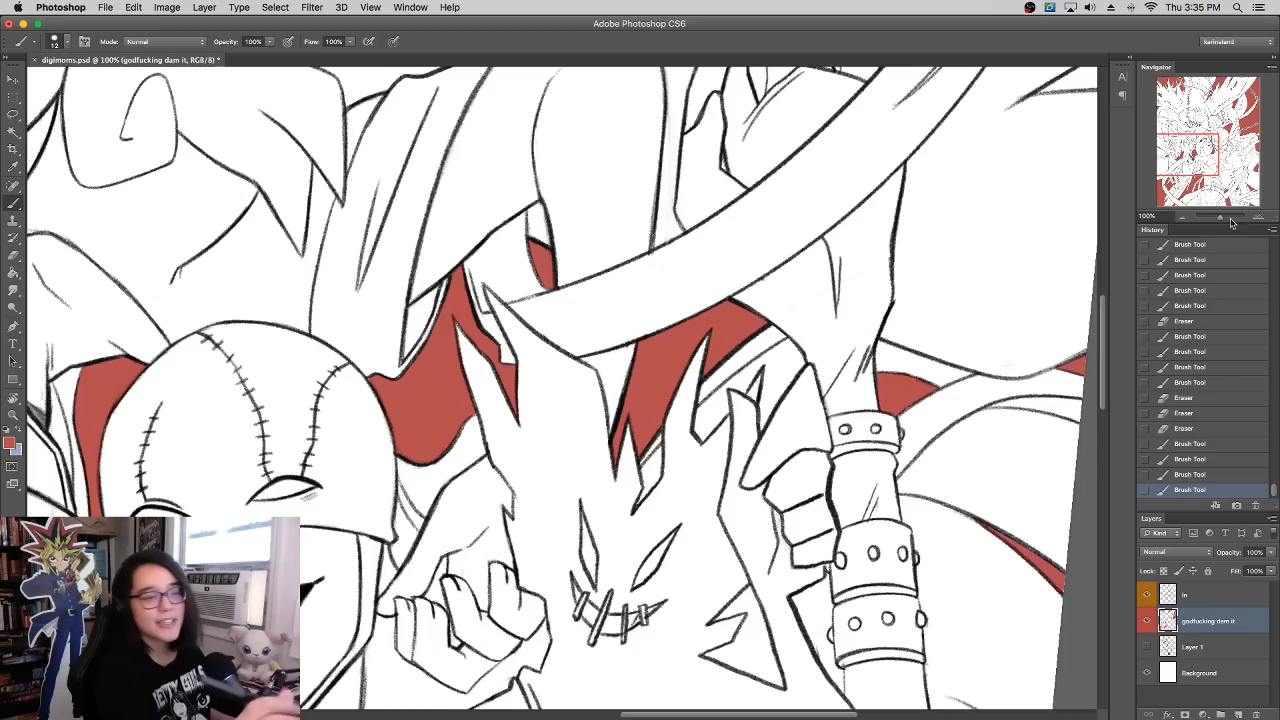 Photoshop File Edit Image Layer Type Select Filter 3D View Window Help
Thu 3:35 PM
Adobe Photoshop CS6
12 Mode: Normal Opacity: 100% Flow: 100%
karinaland
digimoms.psd @ 100% (godfucking dam it, RGB/8) *
Navigator
100%
History
Brush Tool
Brush Tool
Brush Tool
Brush Tool
Brush Tool
Eraser
Brush Tool
Brush Tool
Brush Tool
Brush Tool
Eraser
Eraser
Eraser
Brush Tool
Brush Tool
Brush Tool
Brush Tool
Layers
Kind
Normal Opacity: 100%
Lock: Fill: 100%
godfucking dam it
Layer 1
Background